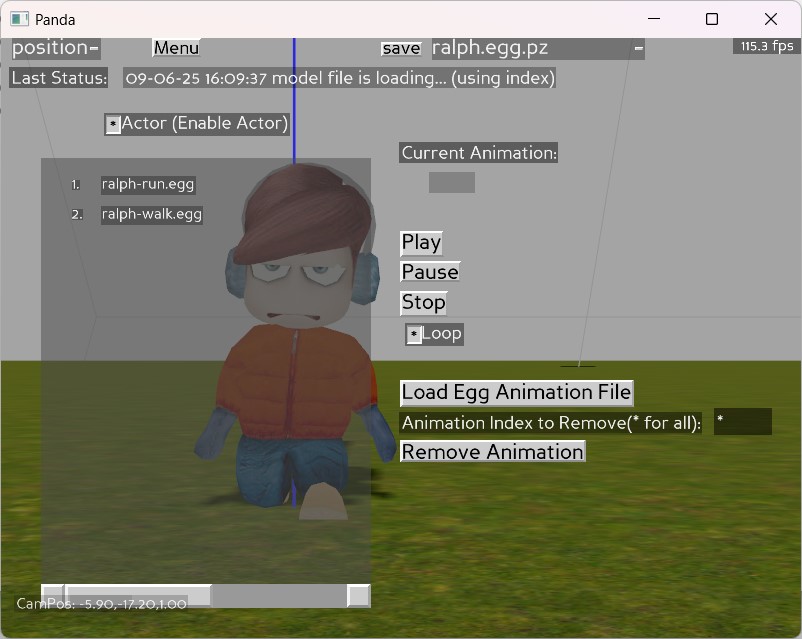 Panda
position- Menu save ralph.egg.pz - 115.3 fps
Last Status: 09-06-25 16:09:37 model file is loading... (using index)
* Actor (Enable Actor)
Current Animation:
1. ralph-run.egg
2. ralph-walk.egg
Play
Pause
Stop
* Loop
Load Egg Animation File
Animation Index to Remove(* for all): *
Remove Animation
CamPos: -5.90,-17.20,1.00